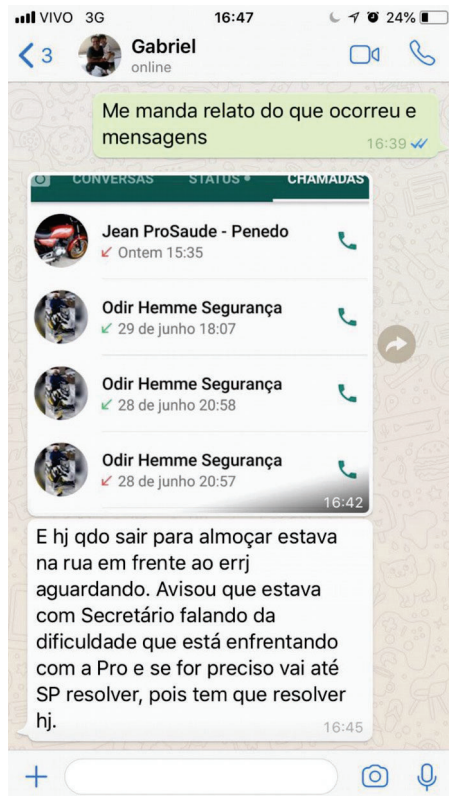 VIVO 3G 16:47 24%
3 Gabriel
online
Me manda relato do que ocorreu e
mensagens
16:39
CONVERSAS STATUS CHAMADAS
Jean ProSaude - Penedo
Ontem 15:35
Odir Hemme Segurança
29 de junho 18:07
Odir Hemme Segurança
28 de junho 20:58
Odir Hemme Segurança
28 de junho 20:57
16:42
E hj qdo sair para almoçar estava
na rua em frente ao errj
aguardando. Avisou que estava
com Secretário falando da
dificuldade que está enfrentando
com a Pro e se for preciso vai até
SP resolver, pois tem que resolver
hj.
16:45